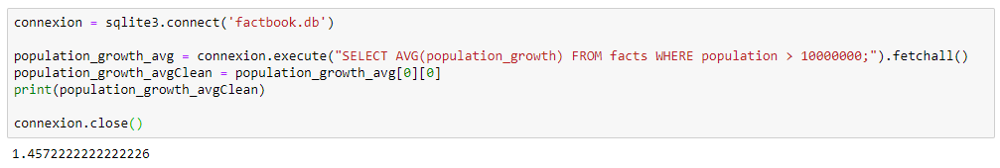 connexion = sqlite3.connect('factbook.db')
population_growth_avg = connexion.execute("SELECT AVG(population_growth) FROM facts WHERE population > 10000000;").fetchall()
population_growth_avgClean = population_growth_avg[0][0]
print(population_growth_avgClean)
connexion.close()
1.4572222222222226